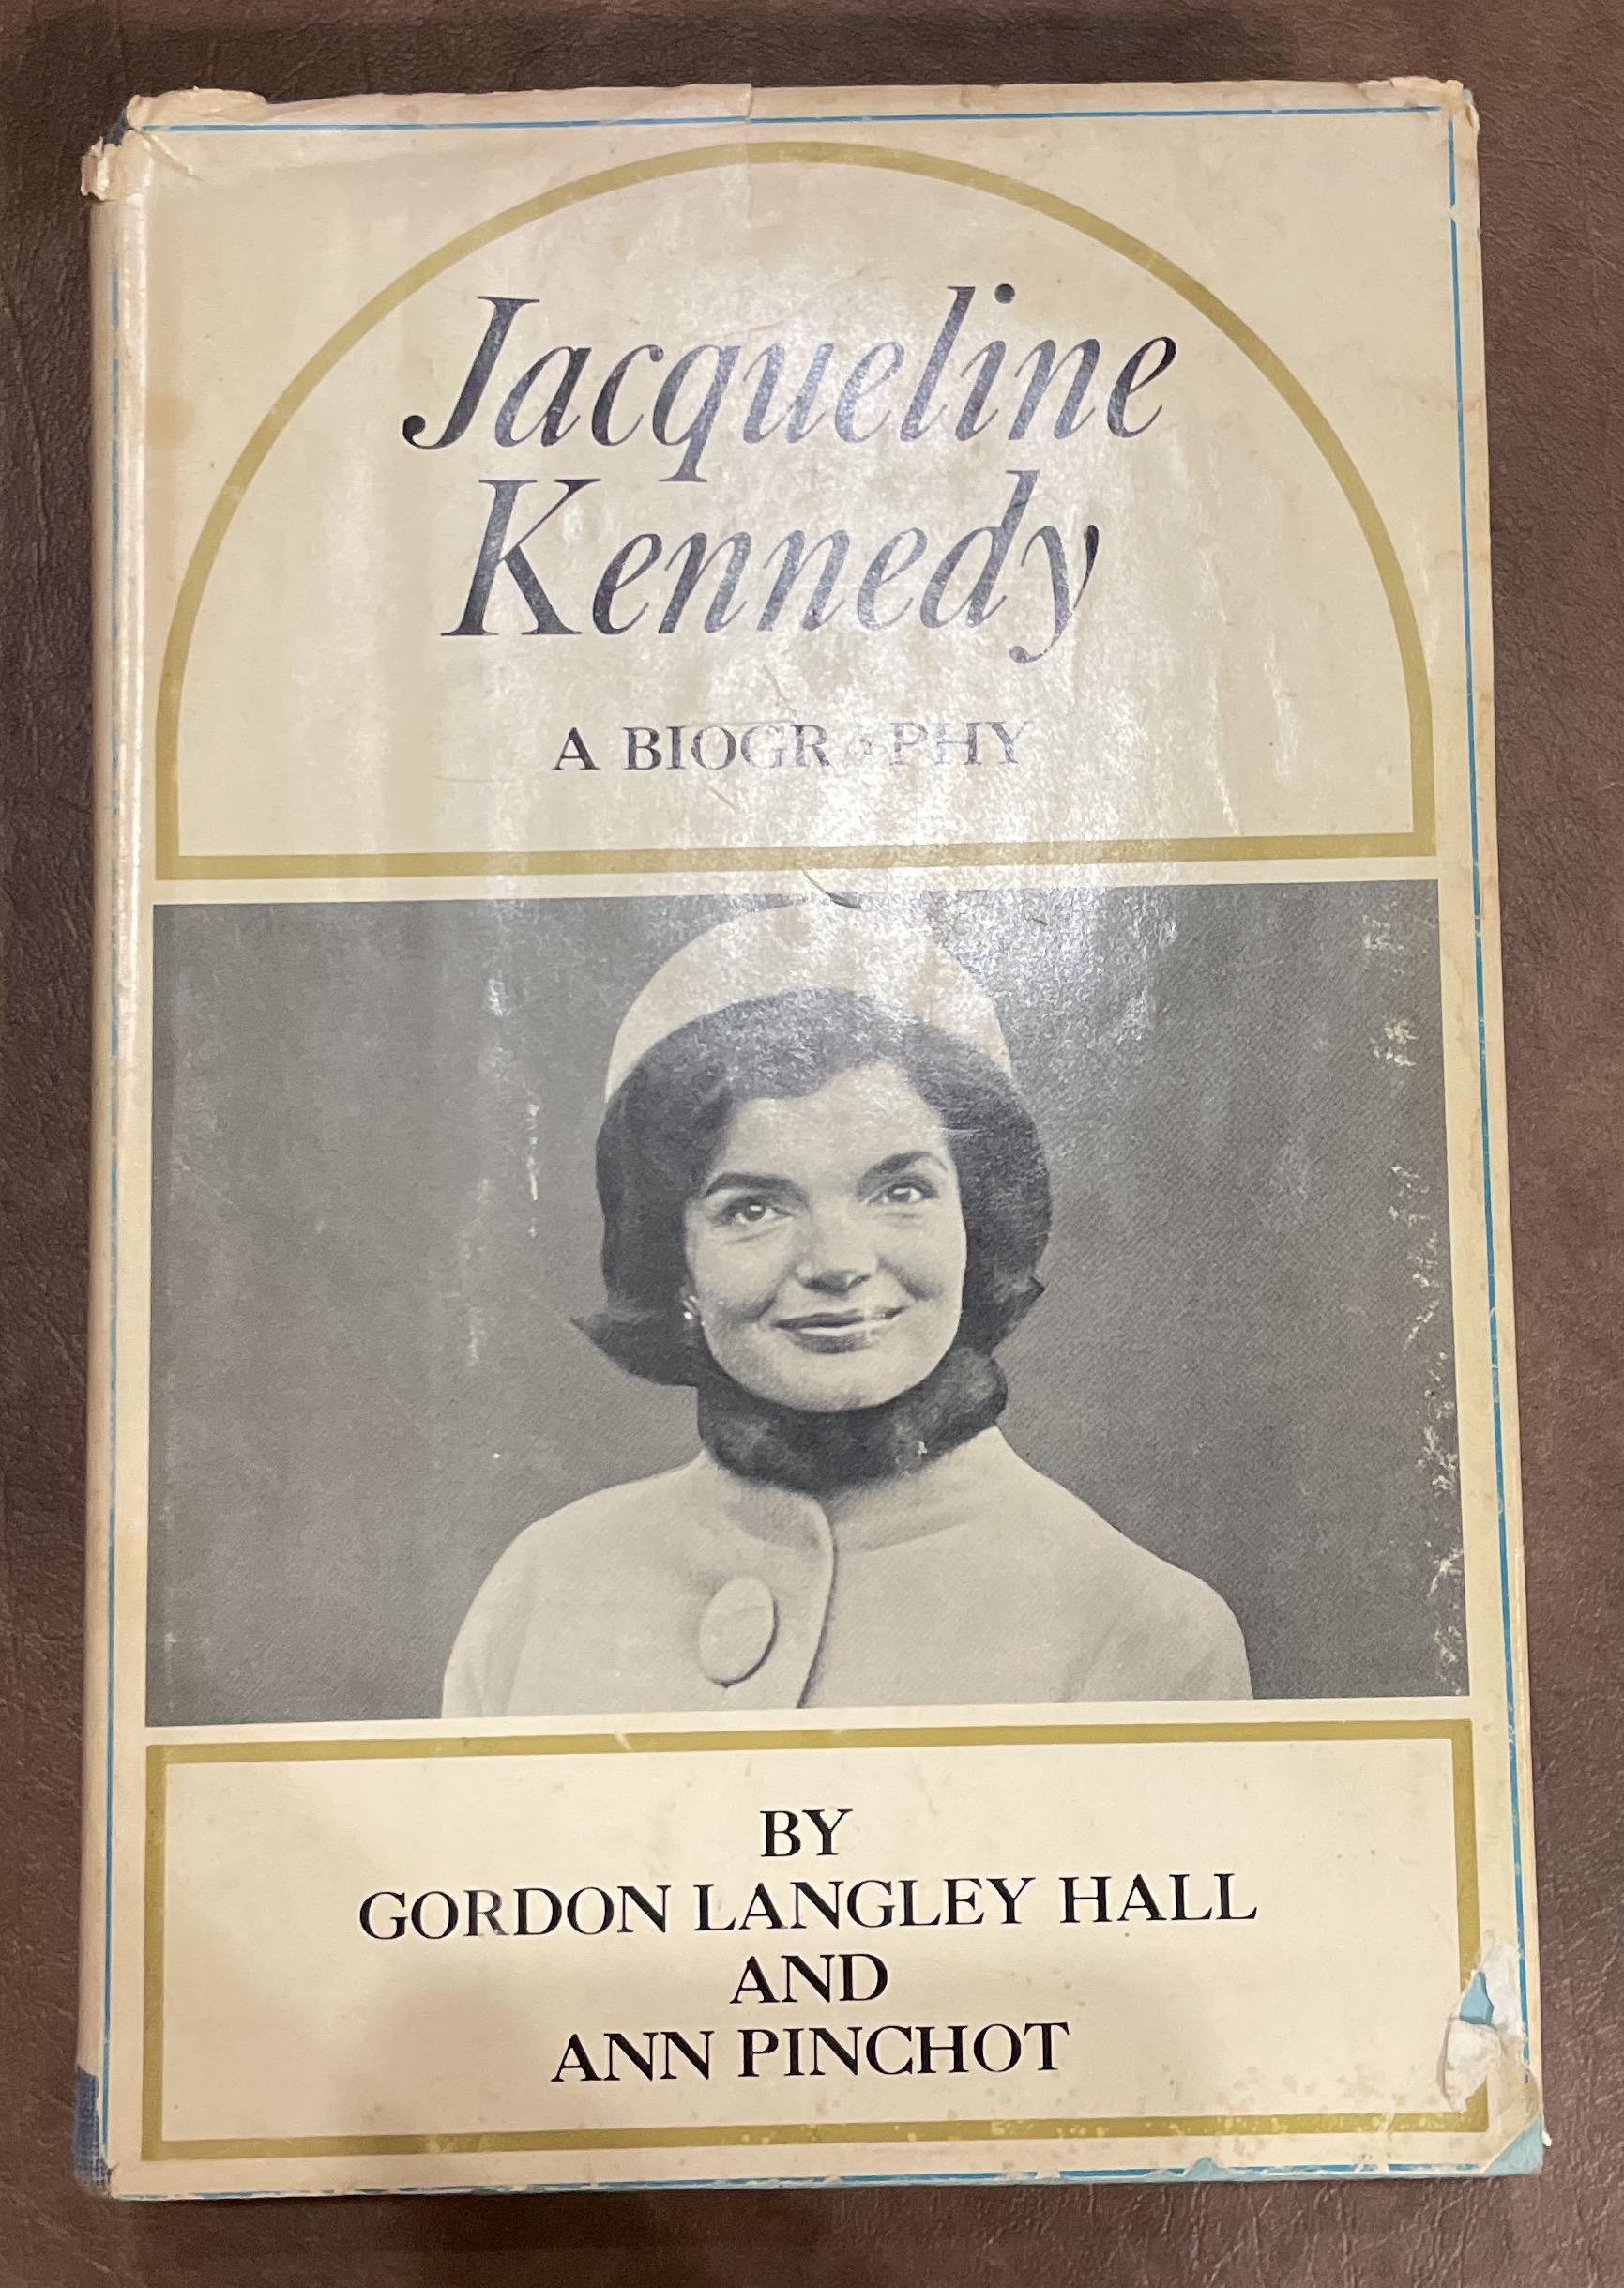 Jacqueline
Kennedy
A BIOGRAPHY
BY
GORDON LANGLEY HALL
AND
ANN PINCHOT